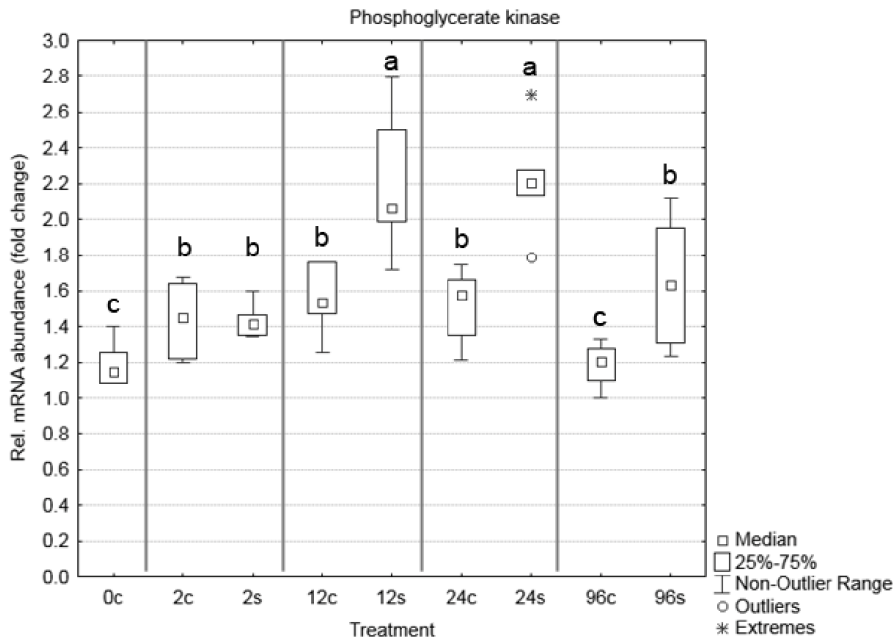 Phosphoglycerate kinase
Rel. mRNA abundance (fold change)
3.0
2.8
2.6
2.4
2.2
2.0
1.8
1.6
1.4
1.2
1.0
0.8
0.6
0.4
0.2
0.0
c
b
b
b
a
b
a
c
b
0c 2c 2s 12c 12s 24c 24s 96c 96s
Treatment
Median
25%-75%
Non-Outlier Range
Outliers
Extremes